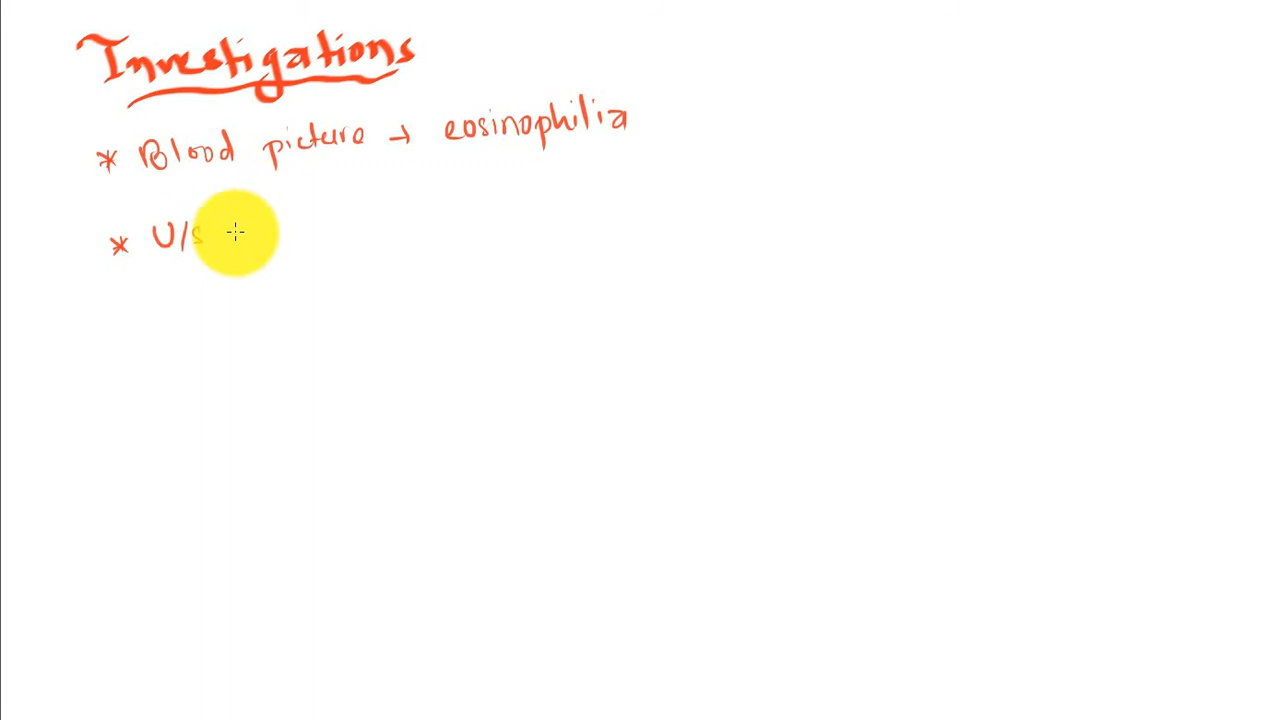 Investigations
* Blood picture → eosinophilia
* U/s